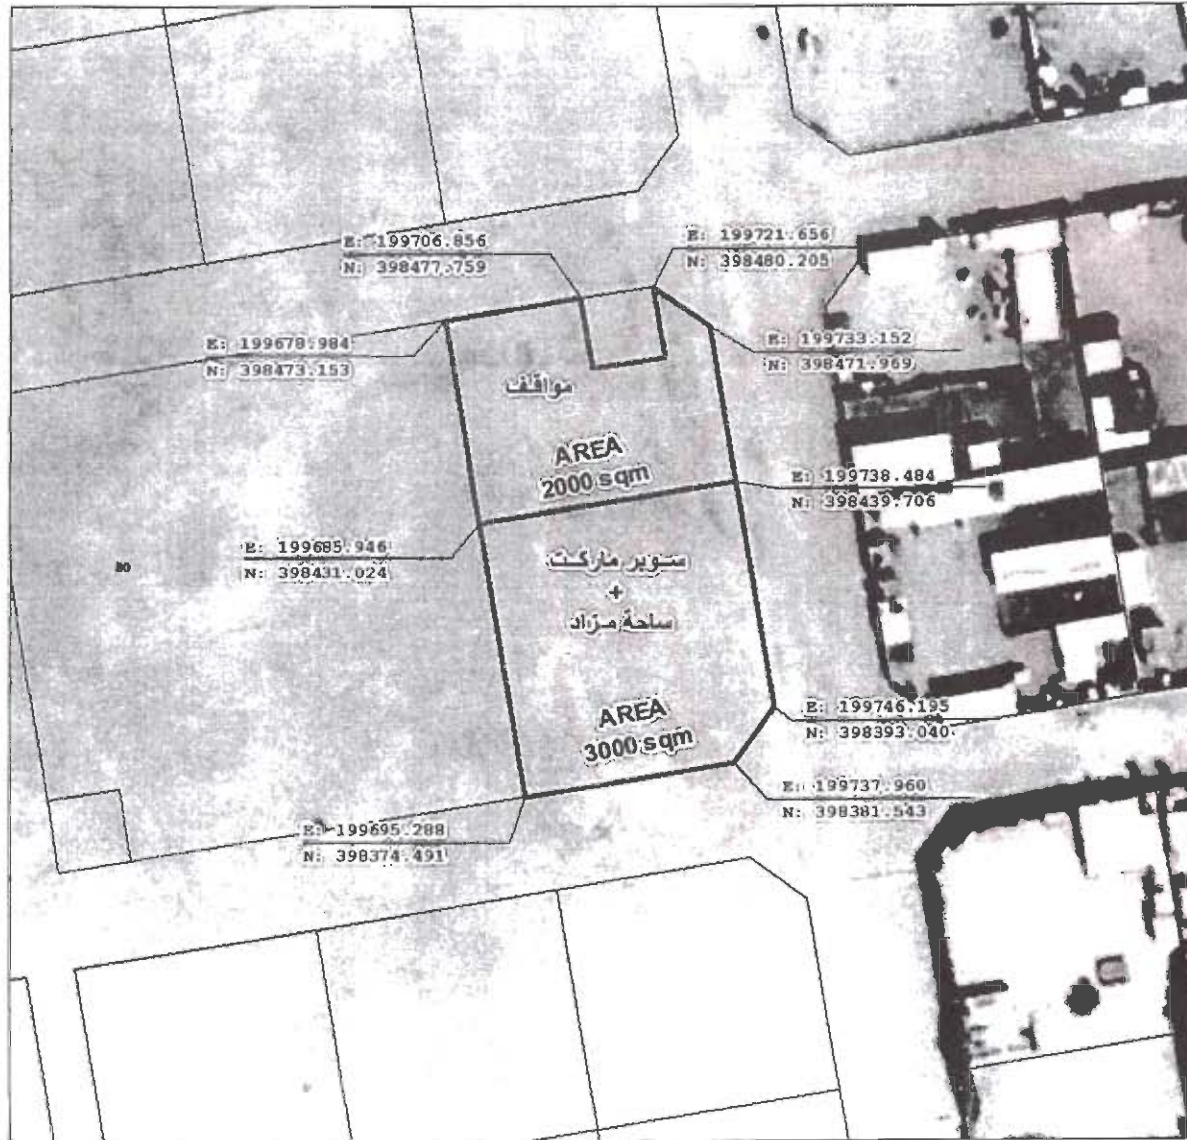 E: 199706.856
N: 398477.759
E: 199721.656
N: 398480.205
E: 199678.984
N: 398473.153
E: 199733.152
N: 398471.969
مواقف
AREA
2000 sqm
E: 199738.484
N: 398439.706
E: 199685.946
N: 398431.024
80
سوبر ماركت
+
ساحة مزاد
AREA
3000 sqm
E: 199746.195
N: 398393.040
E: 199737.960
N: 398381.543
E: 199695.288
N: 398374.491